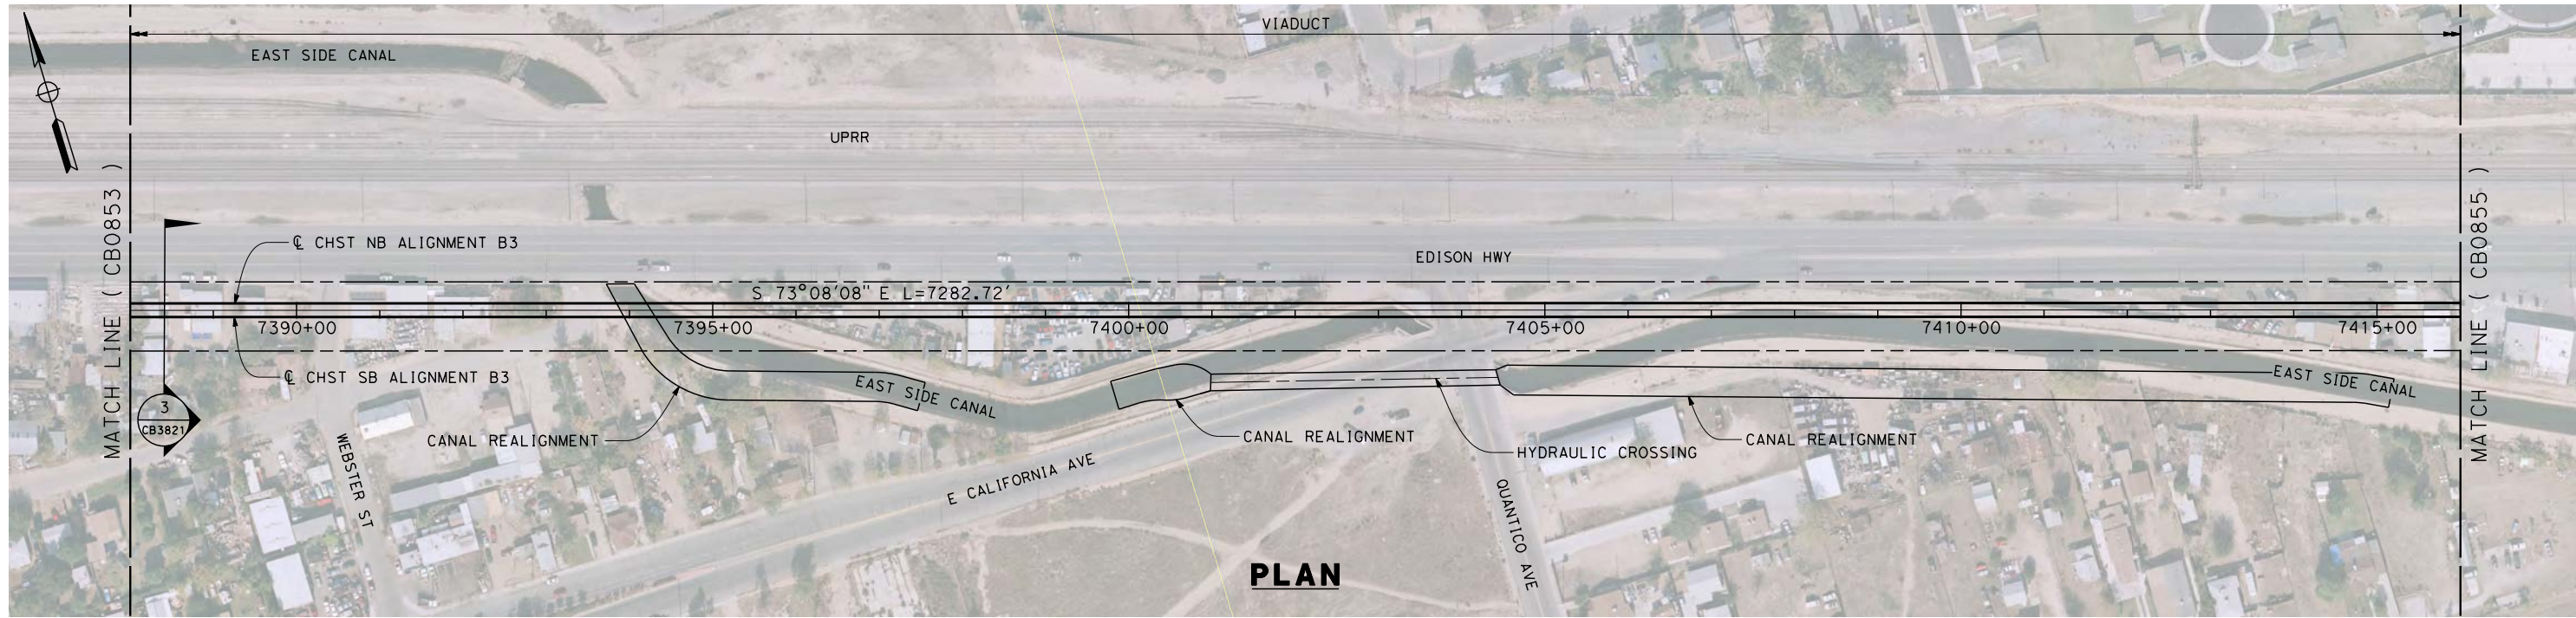 VIADUCT
EAST SIDE CANAL
UPRR
MATCH LINE ( CB0853 )
MATCH LINE ( CB0855 )
℄ CHST NB ALIGNMENT B3
EDISON HWY
S 73°08'08" E L=7282.72'
7390+00
7395+00
7400+00
7405+00
7410+00
7415+00
℄ CHST SB ALIGNMENT B3
EAST SIDE CANAL
EAST SIDE CANAL
3
CB3821
CANAL REALIGNMENT
CANAL REALIGNMENT
CANAL REALIGNMENT
HYDRAULIC CROSSING
WEBSTER ST
E CALIFORNIA AVE
QUANTICO AVE
PLAN